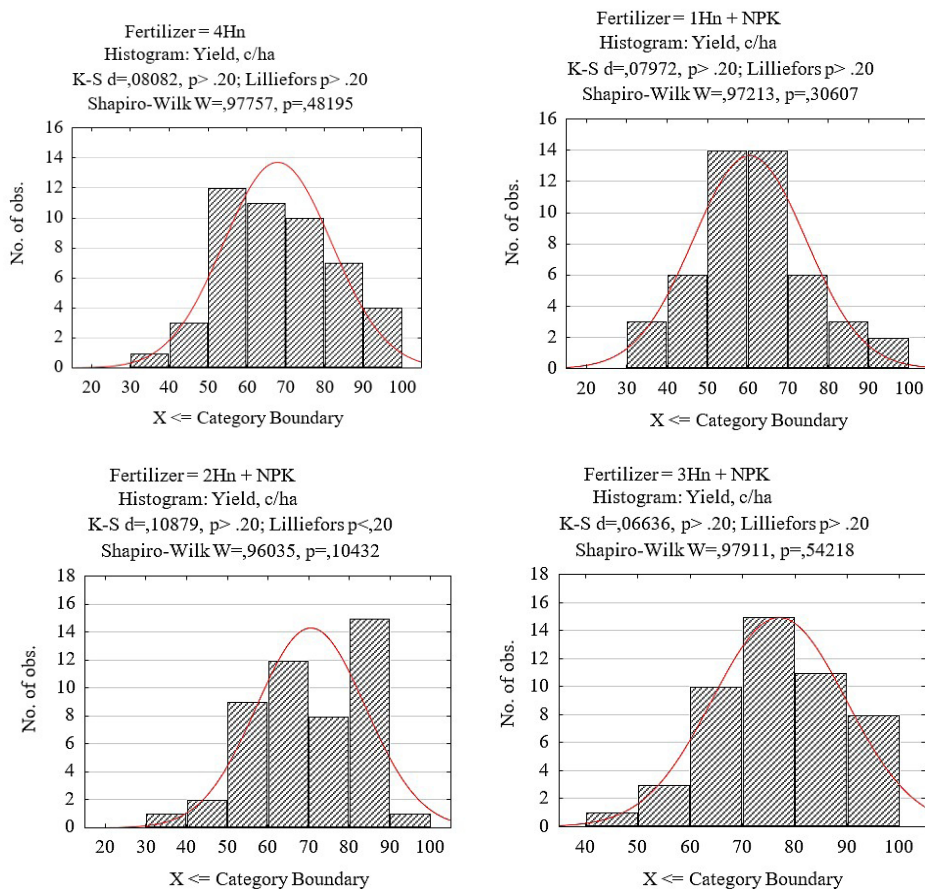 Fertilizer = 4Hn
Histogram: Yield, c/ha
K-S d=,08082, p> .20; Lilliefors p> .20
Shapiro-Wilk W=,97757, p=,48195
16
14
12
10
8
6
4
2
0
No. of obs.
20 30 40 50 60 70 80 90 100
X <= Category Boundary
Fertilizer = 1Hn + NPK
Histogram: Yield, c/ha
K-S d=,07972, p> .20; Lilliefors p> .20
Shapiro-Wilk W=,97213, p=,30607
16
14
12
10
8
6
4
2
0
No. of obs.
20 30 40 50 60 70 80 90 100
X <= Category Boundary
Fertilizer = 2Hn + NPK
Histogram: Yield, c/ha
K-S d=,10879, p> .20; Lilliefors p<,20
Shapiro-Wilk W=,96035, p=,10432
18
16
14
12
10
8
6
4
2
0
No. of obs.
20 30 40 50 60 70 80 90 100
X <= Category Boundary
Fertilizer = 3Hn + NPK
Histogram: Yield, c/ha
K-S d=,06636, p> .20; Lilliefors p> .20
Shapiro-Wilk W=,97911, p=,54218
18
16
14
12
10
8
6
4
2
0
No. of obs.
40 50 60 70 80 90 100
X <= Category Boundary